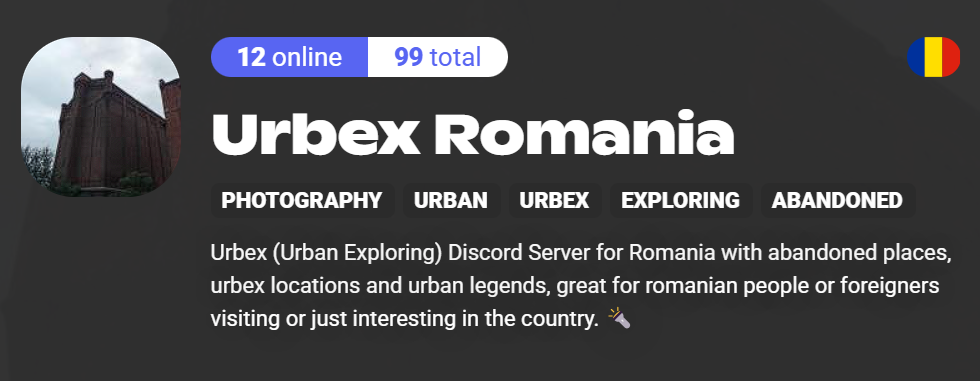 12 online 99 total
Urbex Romania
PHOTOGRAPHY URBAN URBEX EXPLORING ABANDONED
Urbex (Urban Exploring) Discord Server for Romania with abandoned places,
urbex locations and urban legends, great for romanian people or foreigners
visiting or just interesting in the country. 🔦